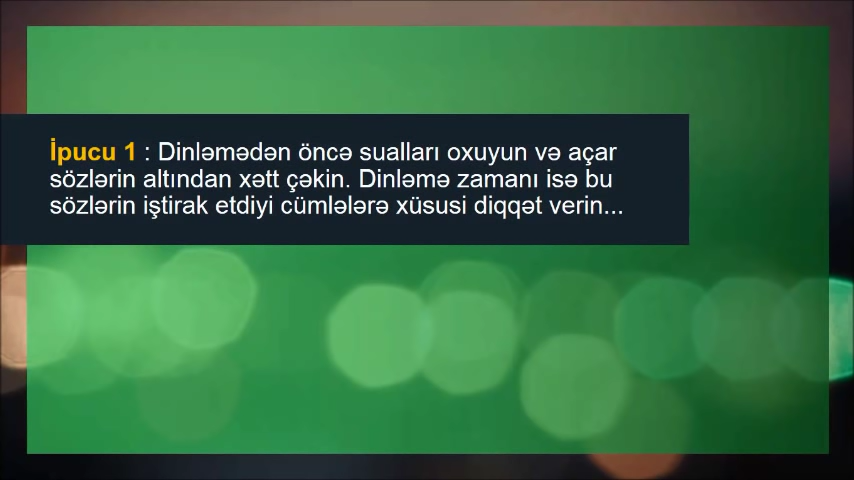 İpucu 1 : Dinləmədən öncə sualları oxuyun və açar
sözlərin altından xətt çəkin. Dinləmə zamanı isə bu
sözlərin iştirak etdiyi cümlələrə xüsusi diqqət verin...